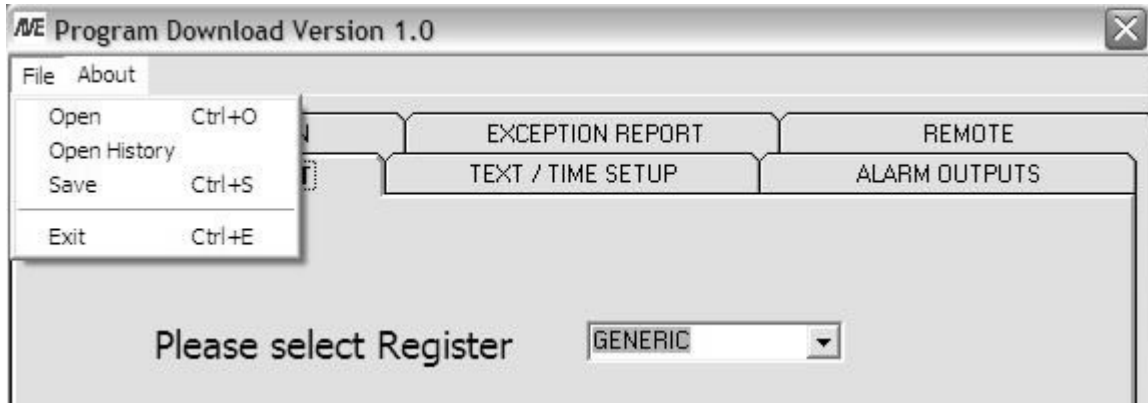 AVE Program Download Version 1.0
File About
Open Ctrl+O
Open History
Save Ctrl+S
Exit Ctrl+E
EXCEPTION REPORT REMOTE
TEXT / TIME SETUP ALARM OUTPUTS
Please select Register GENERIC